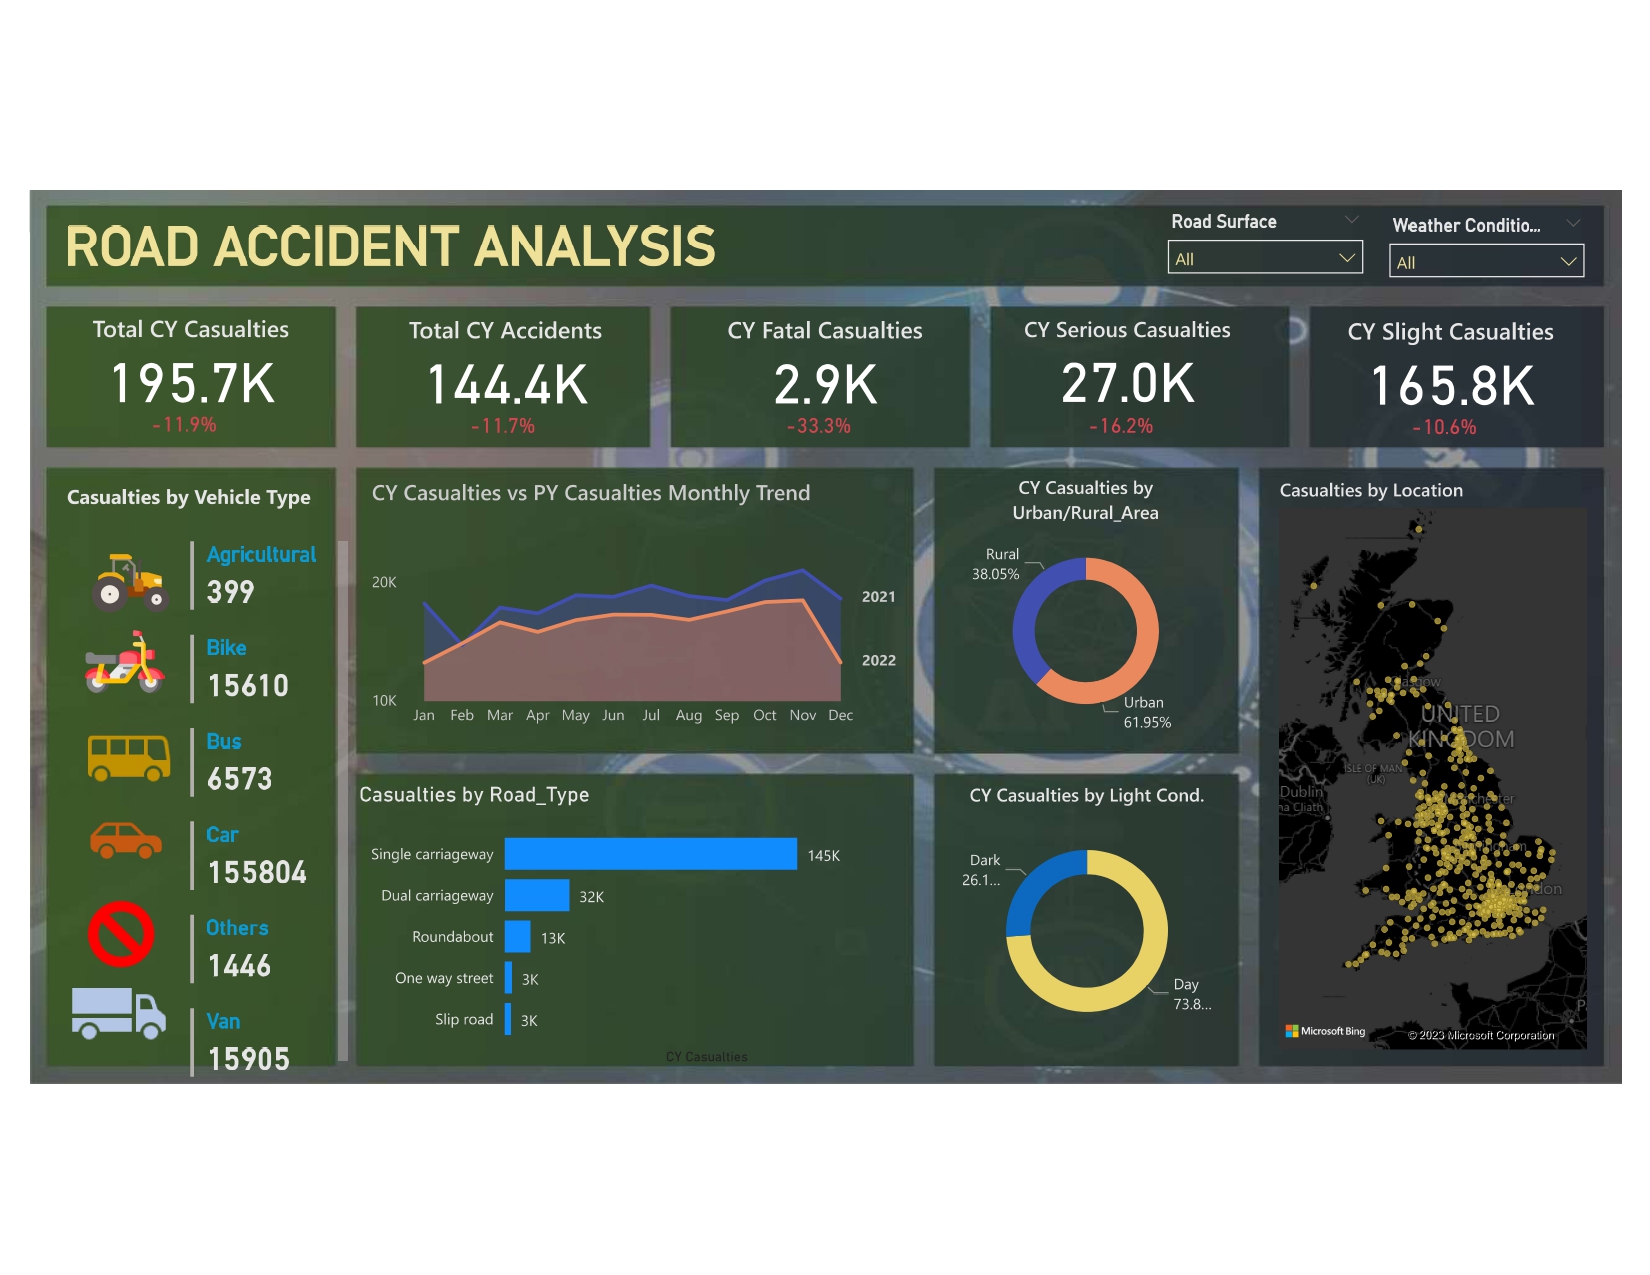 ROAD ACCIDENT ANALYSIS
Road Surface
All
Weather Conditio...
All
Total CY Casualties
195.7K
-11.9%
Total CY Accidents
144.4K
-11.7%
CY Fatal Casualties
2.9K
-33.3%
CY Serious Casualties
27.0K
-16.2%
CY Slight Casualties
165.8K
-10.6%
Casualties by Vehicle Type
Agricultural
399
Bike
15610
Bus
6573
Car
155804
Others
1446
Van
15905
CY Casualties vs PY Casualties Monthly Trend
20K
10K
2021
2022
Jan Feb Mar Apr May Jun Jul Aug Sep Oct Nov Dec
Casualties by Road_Type
Single carriageway 145K
Dual carriageway 32K
Roundabout 13K
One way street 3K
Slip road 3K
CY Casualties
CY Casualties by
Urban/Rural_Area
Rural
38.05%
Urban
61.95%
CY Casualties by Light Cond.
Dark
26.1...
Day
73.8...
Casualties by Location
UNITED
KINGDOM
ISLE OF MAN
(UK)
Dublin
Microsoft Bing
© 2023 Microsoft Corporation